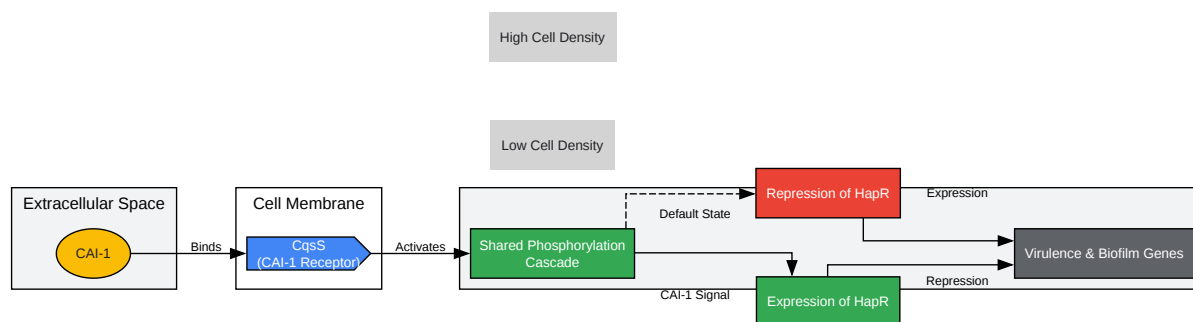 High Cell Density
Low Cell Density
Extracellular Space
CAI-1
Binds
Cell Membrane
CqsS
(CAI-1 Receptor)
Activates
Shared Phosphorylation
Cascade
Default State
CAI-1 Signal
Repression of HapR
Expression of HapR
Expression
Repression
Virulence & Biofilm Genes